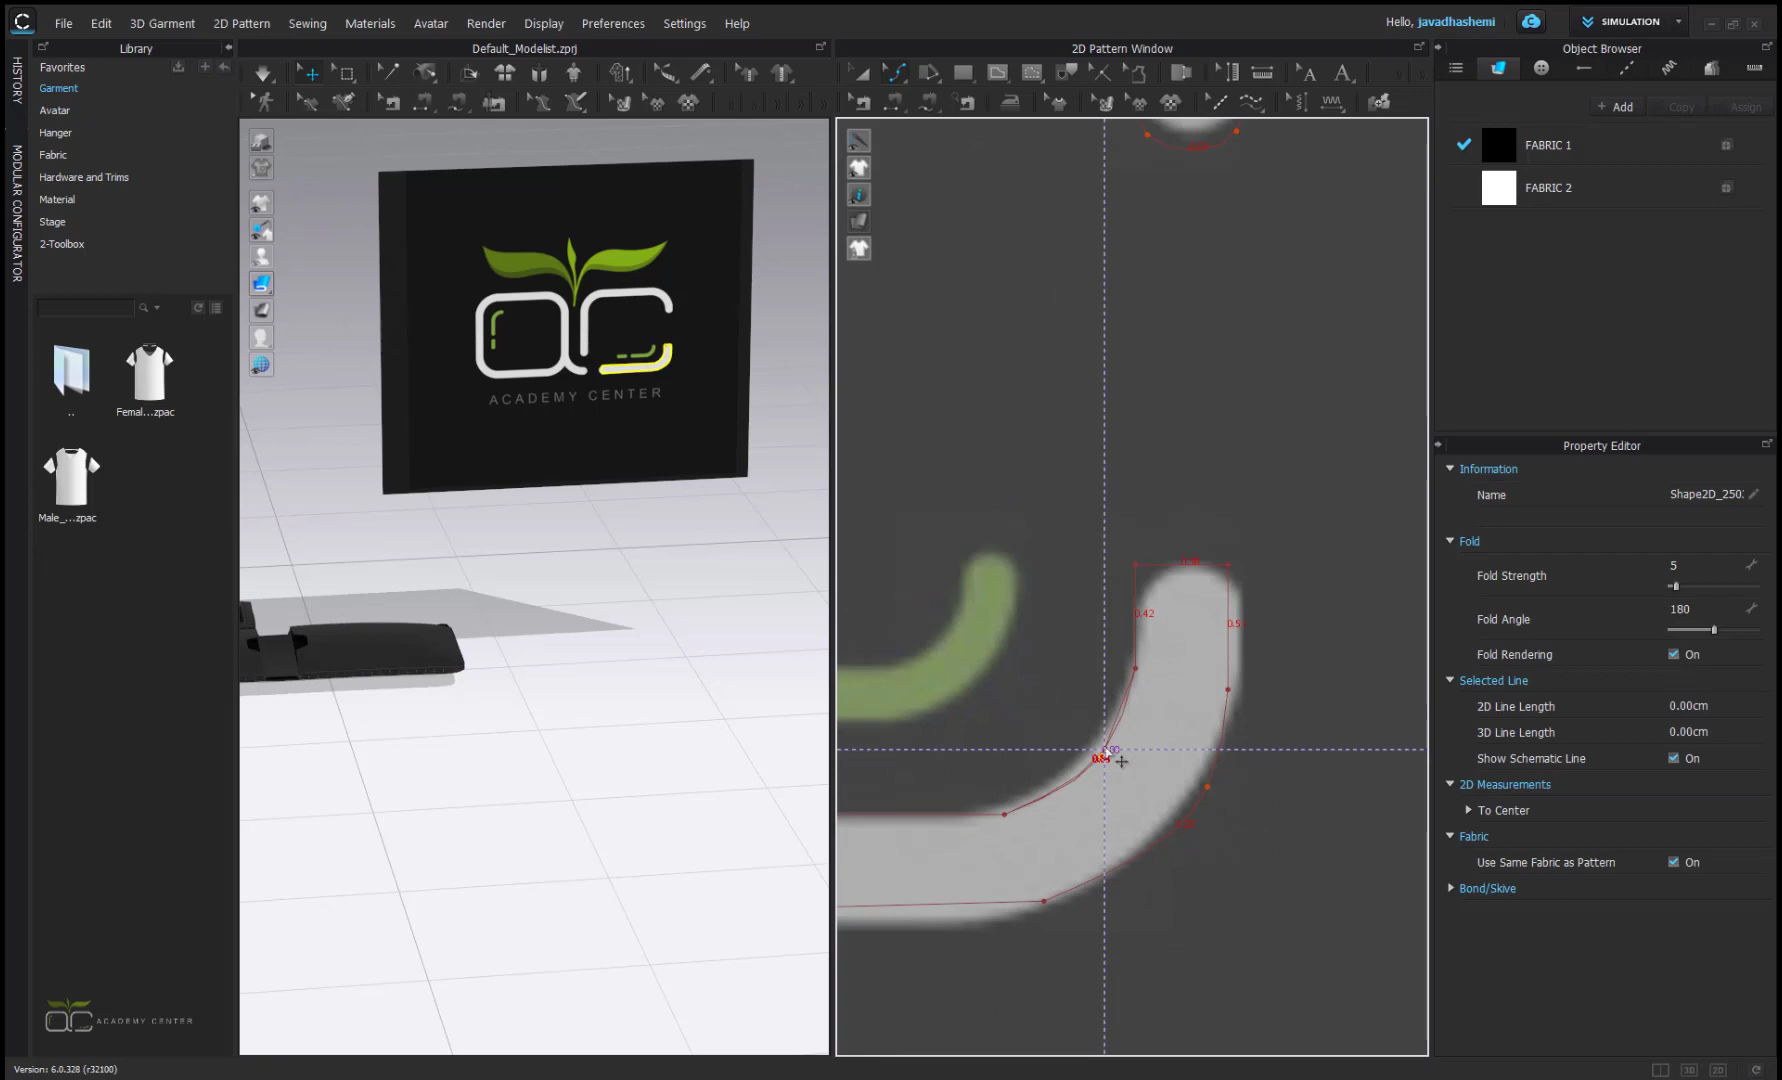 File Edit 3D Garment 2D Pattern Sewing Materials Avatar Render Display Preferences Settings Help
Hello, javadhashemi
SIMULATION
HISTORY
MODULAR CONFIGURATOR
Library
Favorites
Garment
Avatar
Hanger
Fabric
Hardware and Trims
Material
Stage
2-Toolbox
..
Femal...zpac
Male_...zpac
ACADEMY CENTER
Default_Modelist.zprj
ACADEMY CENTER
2D Pattern Window
0.42
Object Browser
+ Add Copy Assign
FABRIC 1
FABRIC 2
Property Editor
Information
Name Shape2D_250
Fold
Fold Strength 5
Fold Angle 180
Fold Rendering On
Selected Line
2D Line Length 0.00cm
3D Line Length 0.00cm
Show Schematic Line On
2D Measurements
To Center
Fabric
Use Same Fabric as Pattern On
Bond/Skive
Version: 6.0.328 (r32100)
3D 2D